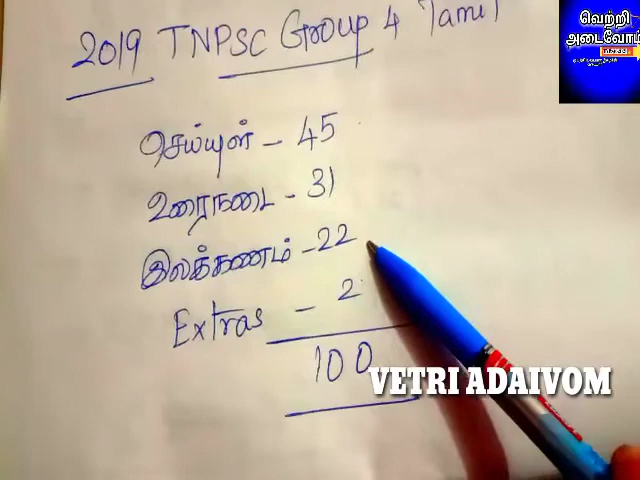 2019 TNPSC Group 4 Tamil
வெற்றி
அடைவோம்
செய்யுள் - 45
உரைநடை - 31
இலக்கணம் - 22
Extras - 2
100
VETRI ADAIVOM